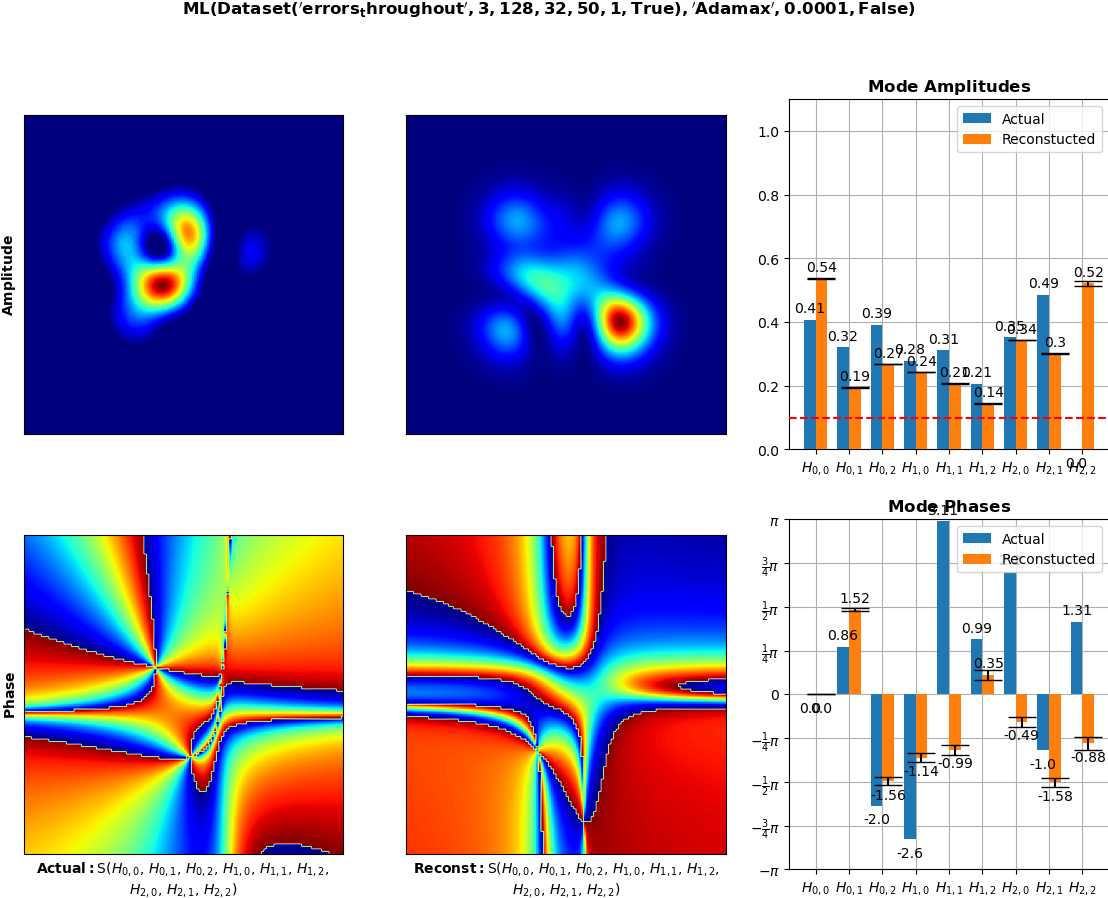 ML(Dataset('errors_throughout', 3, 128, 32, 50, 1, True), 'Adamax', 0.0001, False)
Amplitude
Mode Amplitudes
Actual
Reconstucted
1.0
0.8
0.6
0.4
0.2
0.0
0.41 0.54 0.32 0.19 0.39 0.27 0.28 0.24 0.31 0.21 0.21 0.14 0.35 0.34 0.49 0.3 0.0 0.52
H0,0 H0,1 H0,2 H1,0 H1,1 H1,2 H2,0 H2,1 H2,2
Phase
Mode Phases
Actual
Reconstucted
π
3/4π
1/2π
1/4π
0
−1/4π
−1/2π
−3/4π
−π
0.0 0.0 0.86 1.52 -2.0 -1.56 -2.6 -1.14 3.11 -0.99 0.99 0.35 -0.49 -1.0 -1.58 1.31 -0.88
H0,0 H0,1 H0,2 H1,0 H1,1 H1,2 H2,0 H2,1 H2,2
Actual: S(H0,0, H0,1, H0,2, H1,0, H1,1, H1,2,
H2,0, H2,1, H2,2)
Reconst: S(H0,0, H0,1, H0,2, H1,0, H1,1, H1,2,
H2,0, H2,1, H2,2)